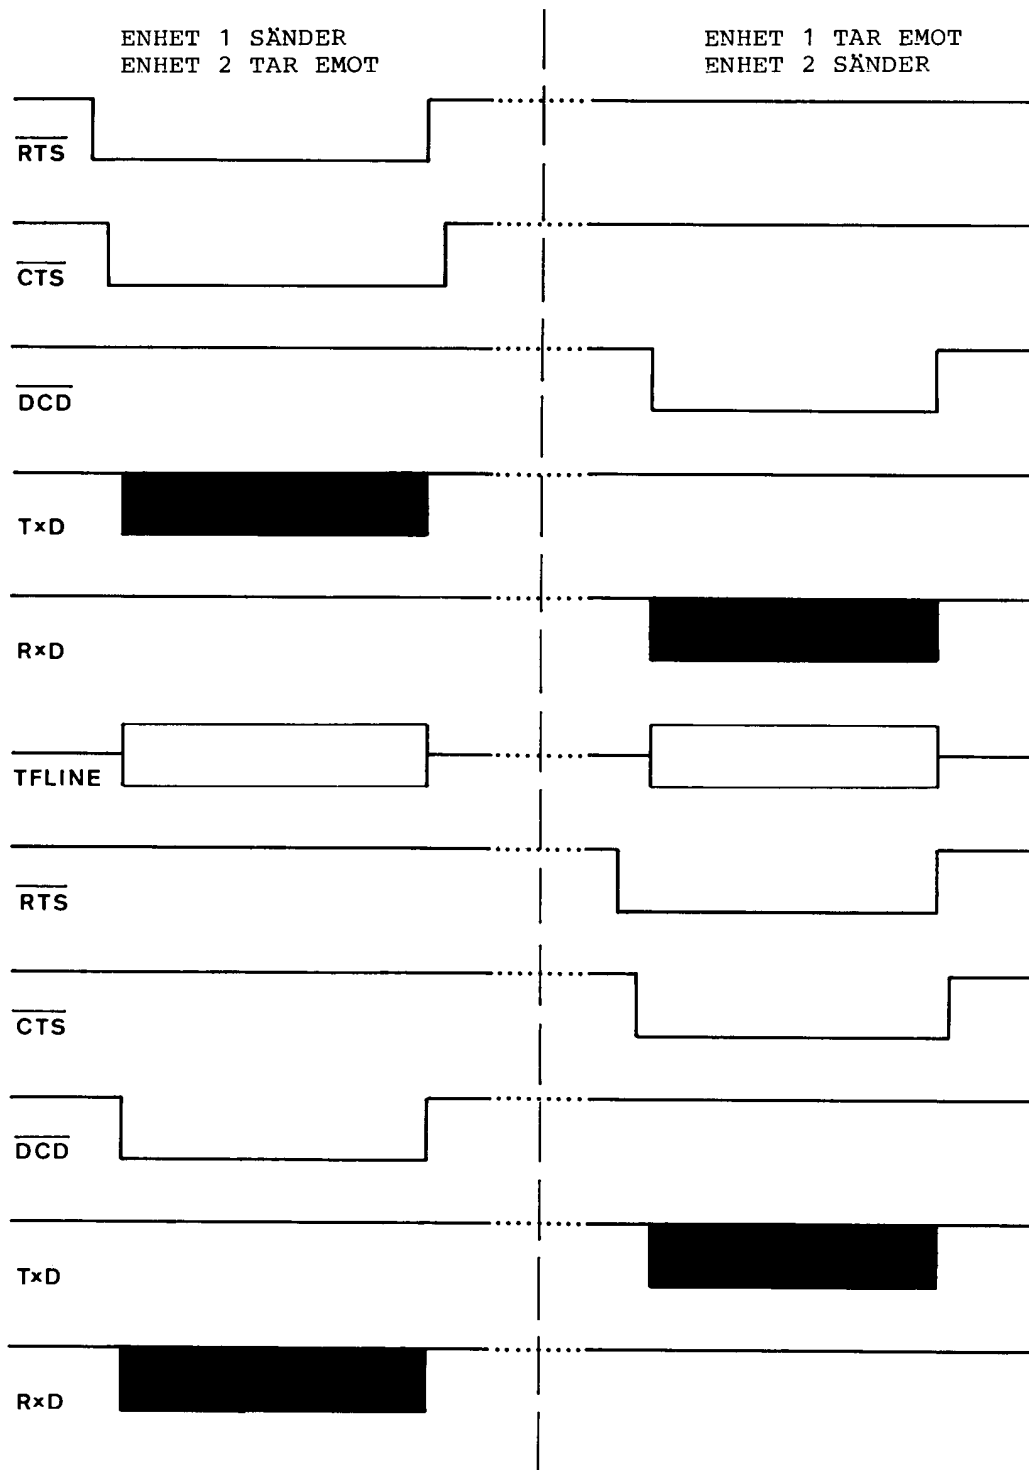 ENHET 1 SÄNDER
ENHET 2 TAR EMOT
ENHET 1 TAR EMOT
ENHET 2 SÄNDER
RTS
CTS
DCD
TxD
RxD
TFLINE
RTS
CTS
DCD
TxD
RxD